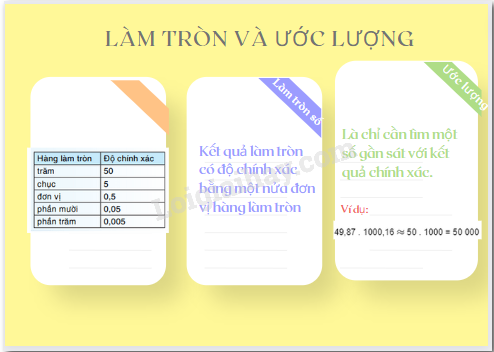 LÀM TRÒN VÀ ƯỚC LƯỢNG
Hàng làm tròn Độ chính xác
trăm 50
chục 5
đơn vị 0,5
phần mười 0,05
phần trăm 0,005
Làm tròn số
Kết quả làm tròn
có độ chính xác
bằng một nửa đơn
vị hàng làm tròn
Ước lượng
Là chỉ cần tìm một
số gần sát với kết
quả chính xác.
Ví dụ:
49,87 . 1000,16 ≈ 50 . 1000 = 50 000
Loigiaihay.com